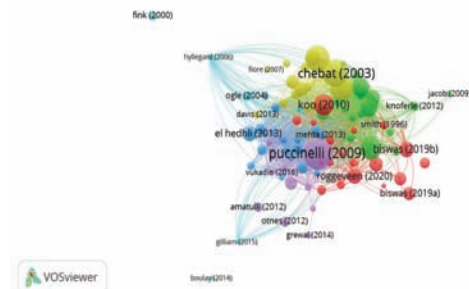 fink (2000)
hyllegard (2006)
chebat (2003)
fiore (2007)
ogle (2004)
jacob (2009)
koo (2010)
knoferle (2012)
davis (2013)
smith (1996)
el hedhli (2013)
mehta (2013)
puccinelli (2009)
biswas (2019b)
vukadin (2018)
roggeveen (2020)
biswas (2019a)
amatulli (2012)
otnes (2012)
grewal (2014)
gilliam (2015)
boulay (2014)
VOSviewer